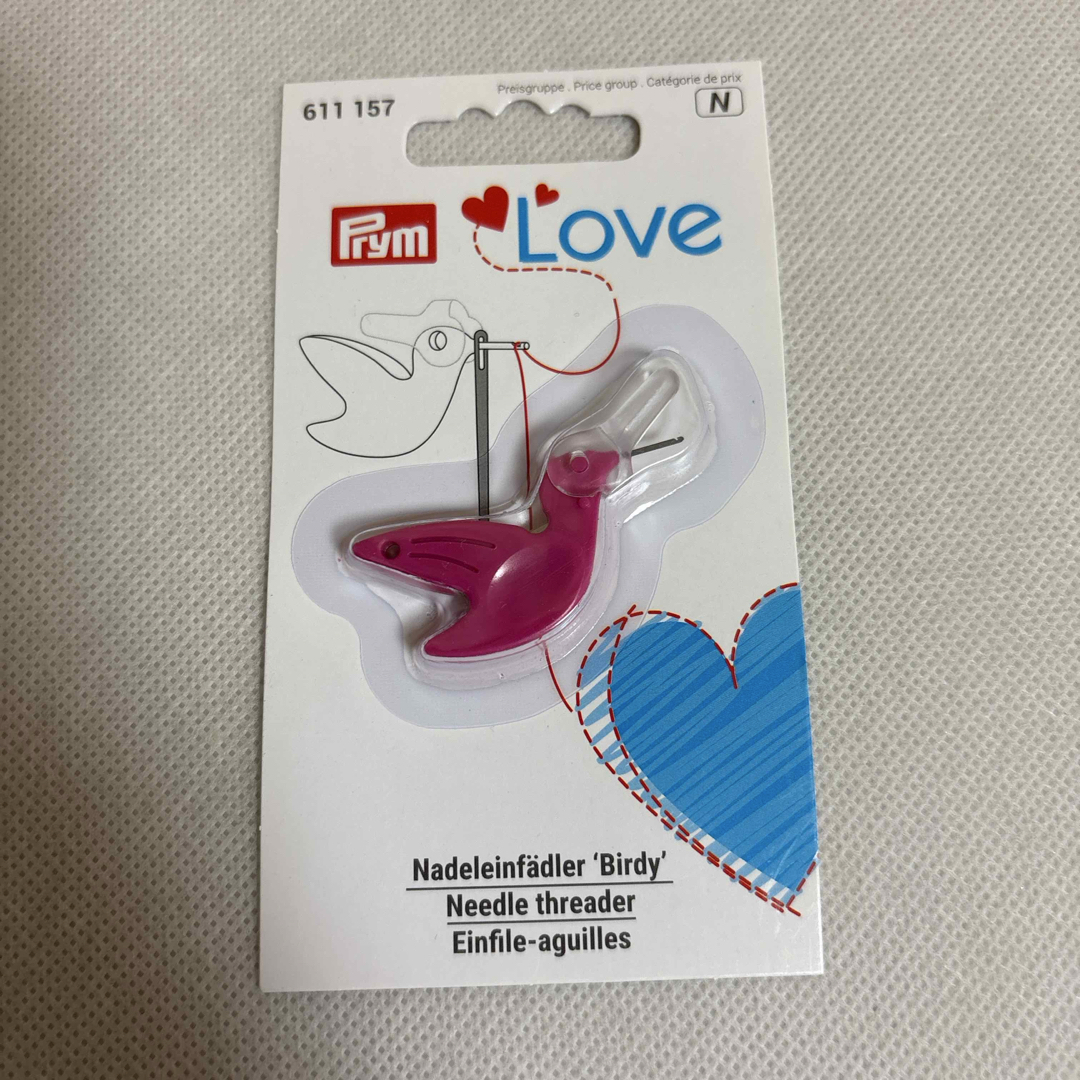 611 157
Preisgruppe . Price group . Catégorie de prix
N
Prym
Love
Nadeleinfädler ‘Birdy’
Needle threader
Einfile-aguilles